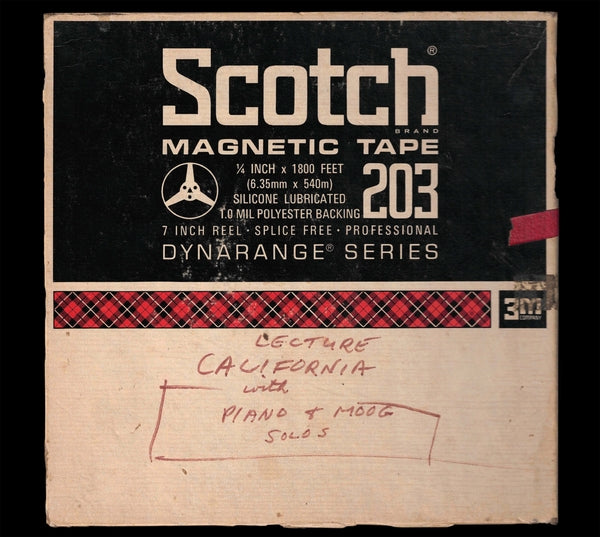 Scotch®
BRAND
MAGNETIC TAPE
¼ INCH x 1800 FEET
(6.35mm x 540m)
SILICONE LUBRICATED
1.0 MIL POLYESTER BACKING
203
7 INCH REEL · SPLICE FREE · PROFESSIONAL
DYNARANGE® SERIES
3M
COMPANY
LECTURE
CALIFORNIA
with
PIANO & MOOG
SOLOS